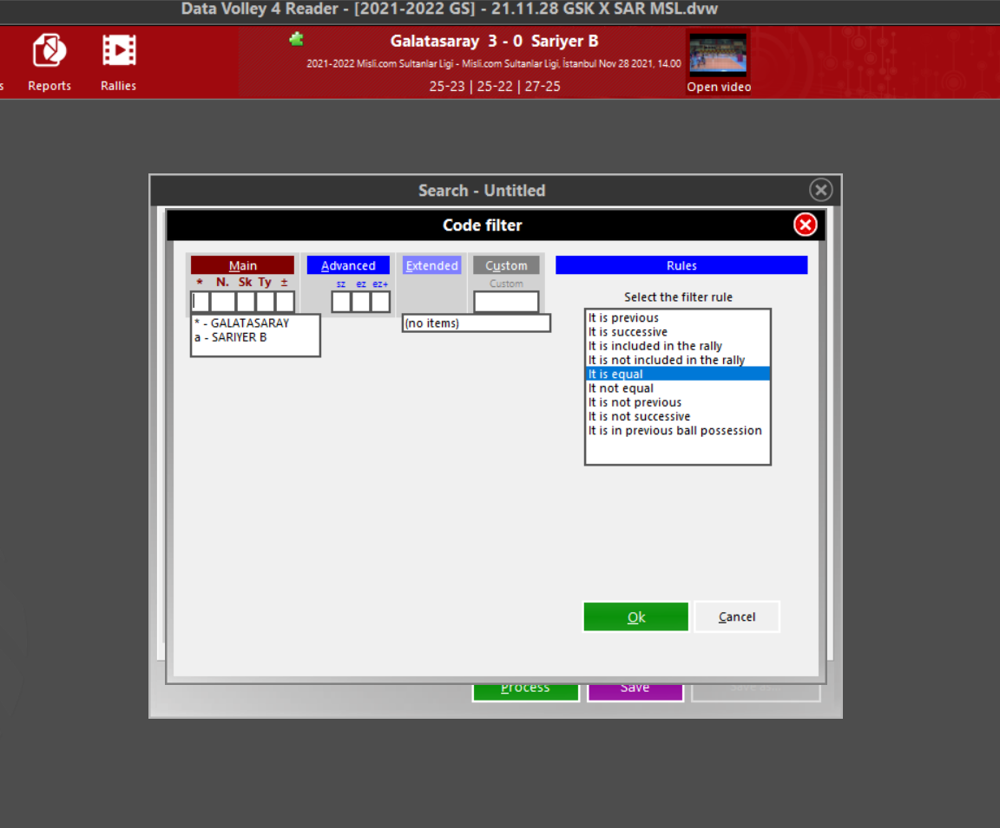 Data Volley 4 Reader - [2021-2022 GS] - 21.11.28 GSK X SAR MSL.dvw
Galatasaray 3 - 0 Sariyer B
2021-2022 Misli.com Sultanlar Ligi - Misli.com Sultanlar Ligi, İstanbul Nov 28 2021, 14.00
s Reports Rallies 25-23 | 25-22 | 27-25 Open video
Search - Untitled
Code filter
Main Advanced Extended Custom Rules
* N. Sk Ty ± sz ez ez+ Custom
Select the filter rule
* - GALATASARAY
a - SARIYER B
(no items)
It is previous
It is successive
It is included in the rally
It is not included in the rally
It is equal
It not equal
It is not previous
It is not successive
It is in previous ball possession
Ok Cancel
Process Save